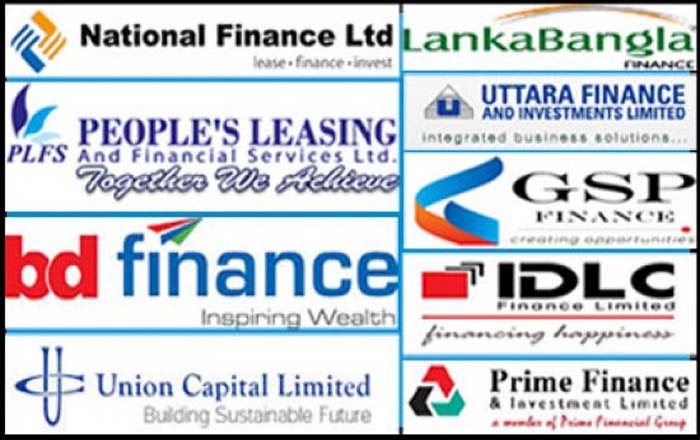 National Finance Ltd
lease • finance • invest
PLFS
PEOPLE'S LEASING
And Financial Services Ltd.
Together We Achieve
bd finance
Inspiring Wealth
Union Capital Limited
Building Sustainable Future
LankaBangla
FINANCE
UTTARA FINANCE
AND INVESTMENTS LIMITED
integrated business solutions...
GSP
FINANCE
creating opportunities
IDLC
Finance Limited
financing happiness
Prime Finance
& Investment Limited
a member of Prime Financial Group